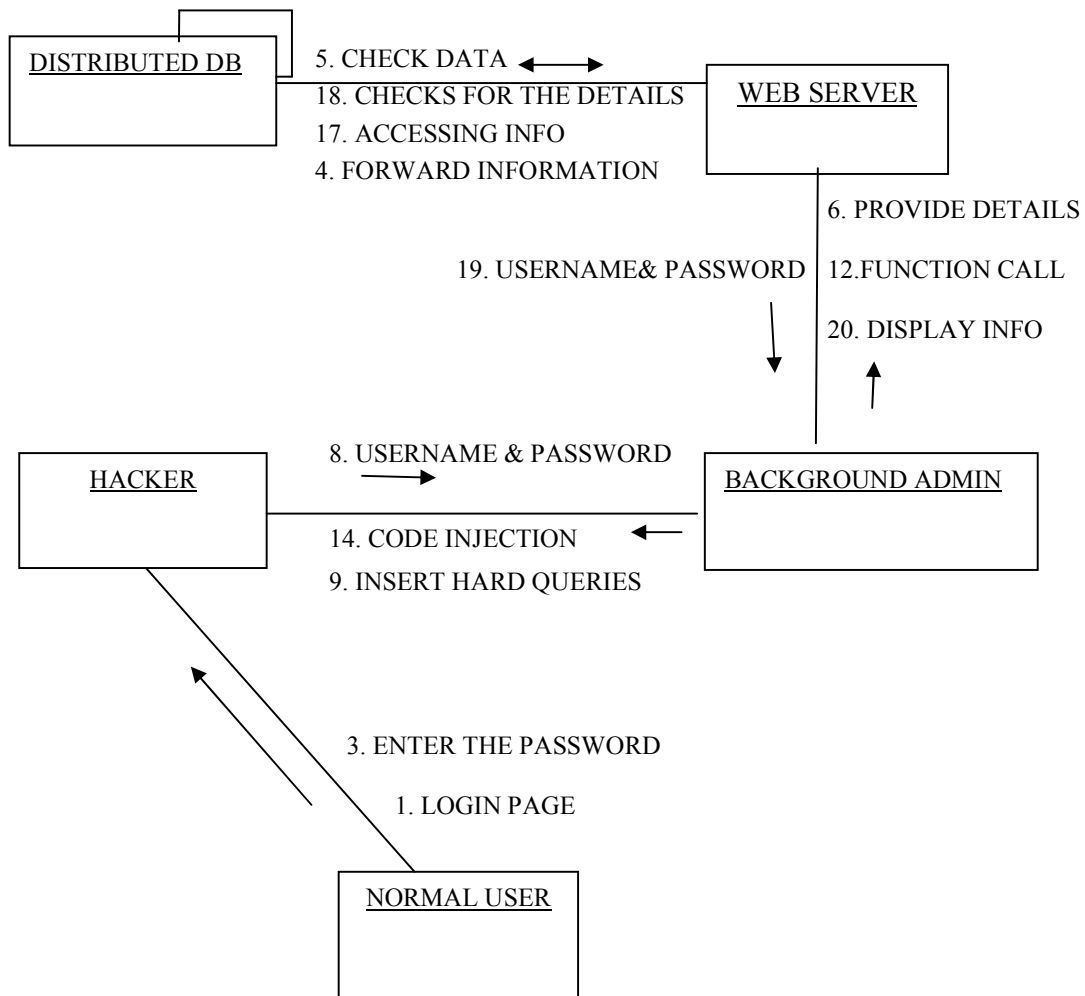 DISTRIBUTED DB
5. CHECK DATA
18. CHECKS FOR THE DETAILS
17. ACCESSING INFO
4. FORWARD INFORMATION
WEB SERVER
6. PROVIDE DETAILS
19. USERNAME& PASSWORD
12.FUNCTION CALL
20. DISPLAY INFO
HACKER
8. USERNAME & PASSWORD
BACKGROUND ADMIN
14. CODE INJECTION
9. INSERT HARD QUERIES
3. ENTER THE PASSWORD
1. LOGIN PAGE
NORMAL USER